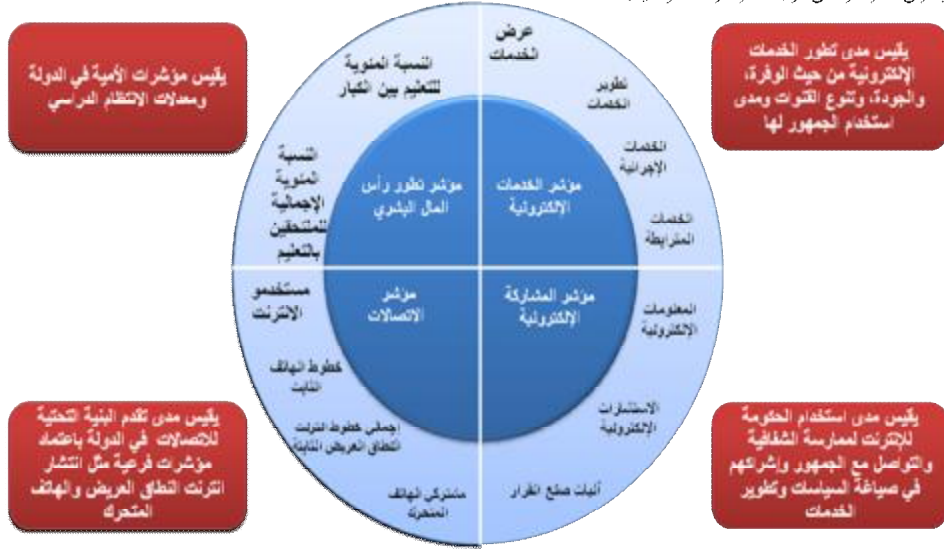 يقيس مدى تطور الخدمات
الإلكترونية من حيث الوفرة،
والجودة، وتنوع القنوات ومدى
استخدام الجمهور لها
عرض
الخدمات
تطوير
الخدمات
الخدمات
الإجرائية
الخدمات
المترابطة
مؤشر الخدمات
الإلكترونية
النسبة المئوية
للتعليم بين الكبار
النسبة
المئوية
الإجمالية
للملتحقين
بالتعليم
مؤشر تطور رأس
المال البشري
يقيس مؤشرات الأمية في الدولة
ومعدلات الانتظام الدراسي
مؤشر المشاركة
الإلكترونية
المعلومات
الإلكترونية
الاستشارات
الإلكترونية
آليات صنع القرار
يقيس مدى استخدام الحكومة
للإنترنت لممارسة الشفافية
والتواصل مع الجمهور وإشراكهم
في صياغة السياسات وتطوير
الخدمات
مؤشر
الاتصالات
مستخدمو
الانترنت
خطوط الهاتف
الثابت
إجمالي خطوط انترنت
النطاق العريض الثابتة
مشتركي الهاتف
المتحرك
يقيس مدى تقدم البنية التحتية
للاتصالات في الدولة باعتماد
مؤشرات فرعية مثل انتشار
انترنت النطاق العريض والهاتف
المتحرك